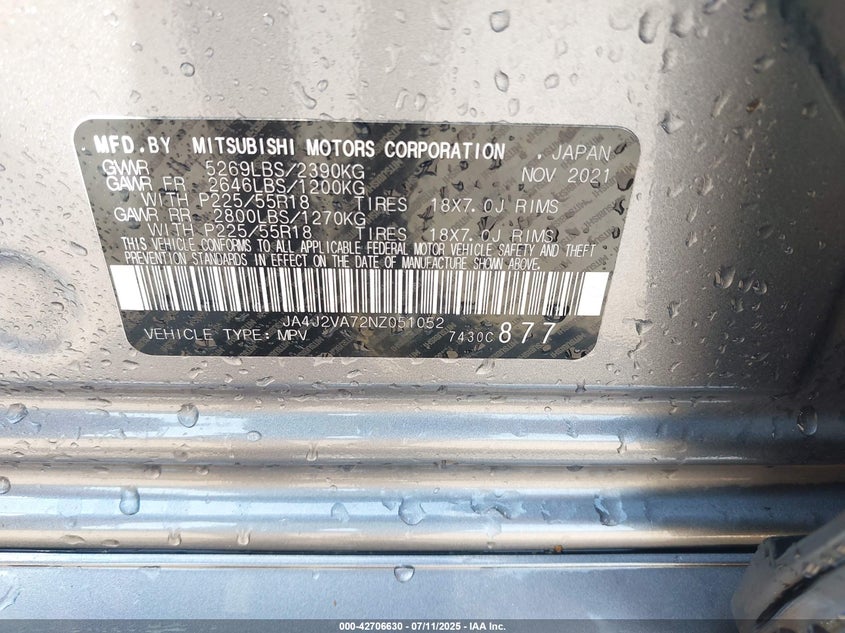 MFD.BY MITSUBISHI MOTORS CORPORATION . JAPAN
GVWR 5269LBS/2390KG NOV 2021
GAWR FR 2646LBS/1200KG
WITH P225/55R18 TIRES 18X7.0J RIMS
GAWR RR 2800LBS/1270KG
WITH P225/55R18 TIRES 18X7.0J RIMS
THIS VEHICLE CONFORMS TO ALL APPLICABLE FEDERAL MOTOR VEHICLE SAFETY AND THEFT
PREVENTION STANDARDS IN EFFECT ON THE DATE OF MANUFACTURE SHOWN ABOVE.
JA4J2VA72NZ051052
VEHICLE TYPE: MPV 7430C 877
000-42706630 - 07/11/2025 - IAA Inc.